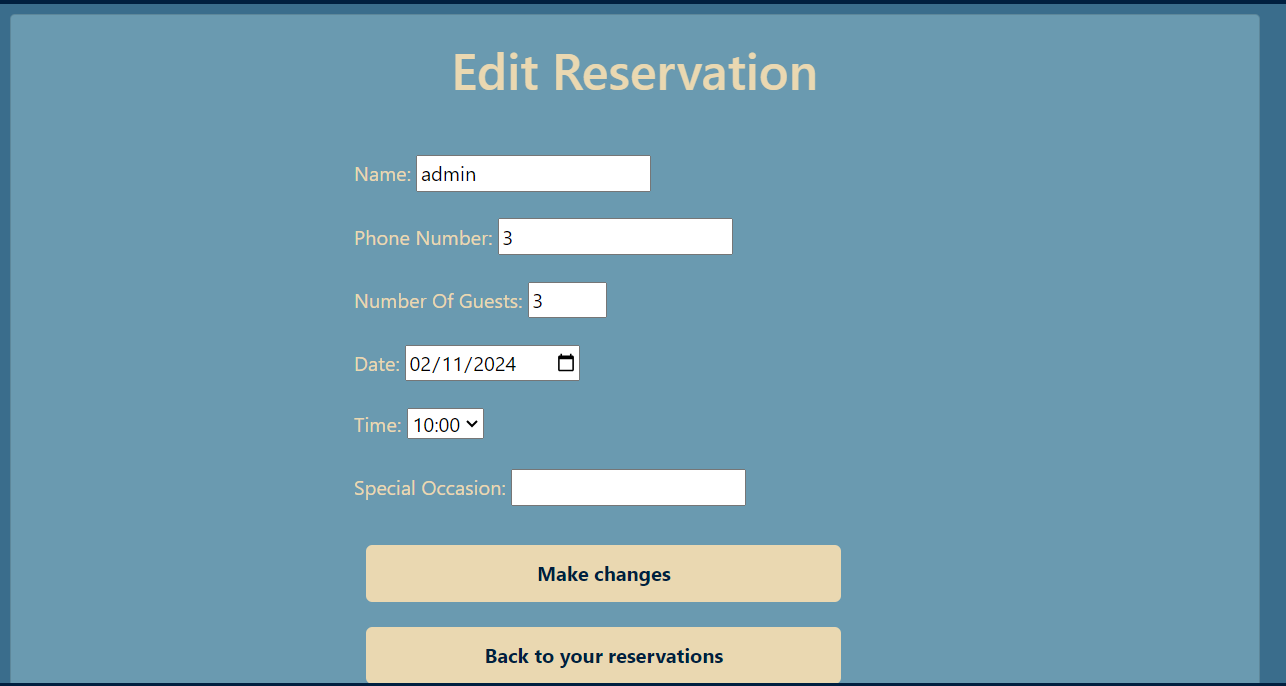 Edit Reservation
Name: admin
Phone Number: 3
Number Of Guests: 3
Date: 02/11/2024
Time: 10:00
Special Occasion:
Make changes
Back to your reservations